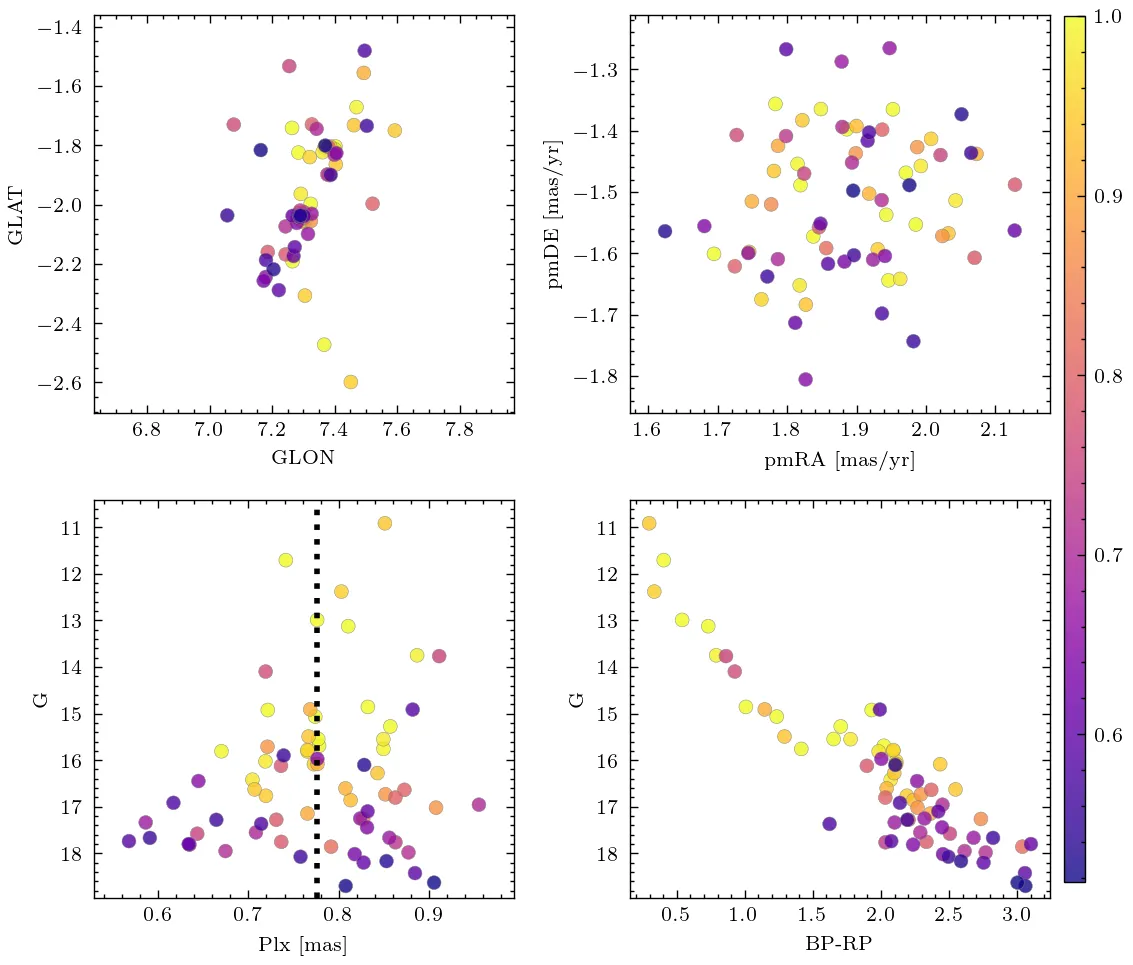 −1.4
−1.6
−1.8
−2.0
−2.2
−2.4
−2.6
GLAT
6.8 7.0 7.2 7.4 7.6 7.8
GLON
−1.3
−1.4
−1.5
−1.6
−1.7
−1.8
pmDE [mas/yr]
1.6 1.7 1.8 1.9 2.0 2.1
pmRA [mas/yr]
11
12
13
14
15
16
17
18
G
0.6 0.7 0.8 0.9
Plx [mas]
11
12
13
14
15
16
17
18
G
0.5 1.0 1.5 2.0 2.5 3.0
BP-RP
1.0
0.9
0.8
0.7
0.6